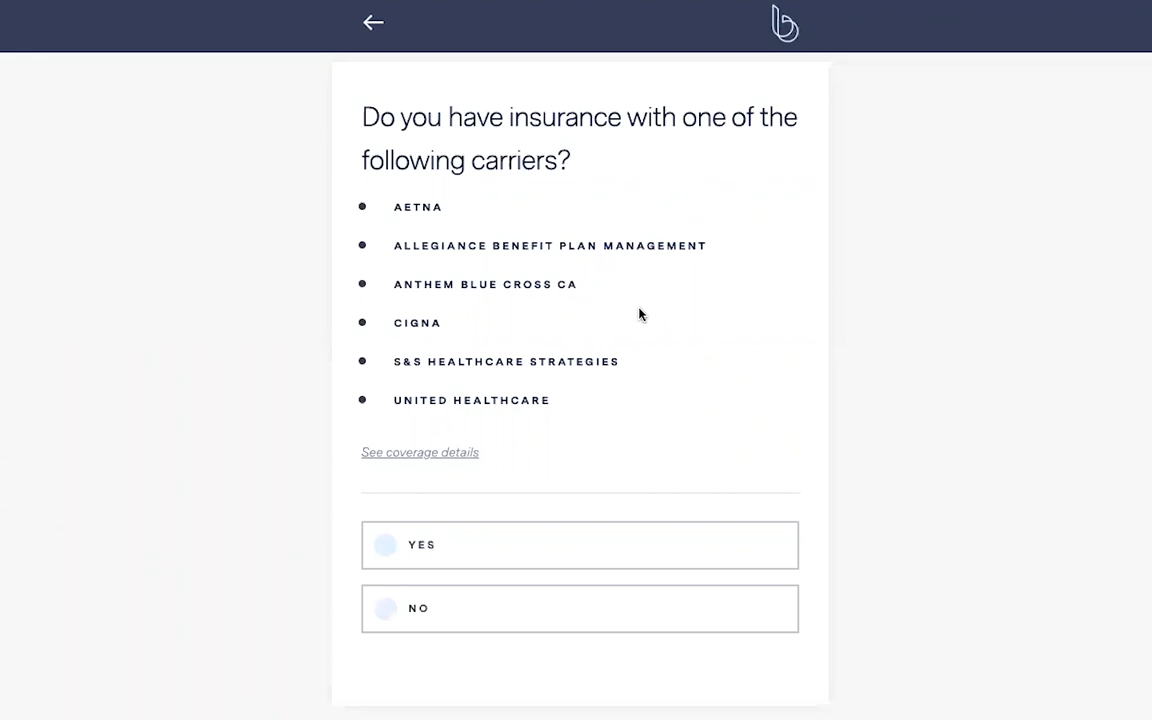 Do you have insurance with one of the
following carriers?
AETNA
ALLEGIANCE BENEFIT PLAN MANAGEMENT
ANTHEM BLUE CROSS CA
CIGNA
S&S HEALTHCARE STRATEGIES
UNITED HEALTHCARE
See coverage details
YES
NO